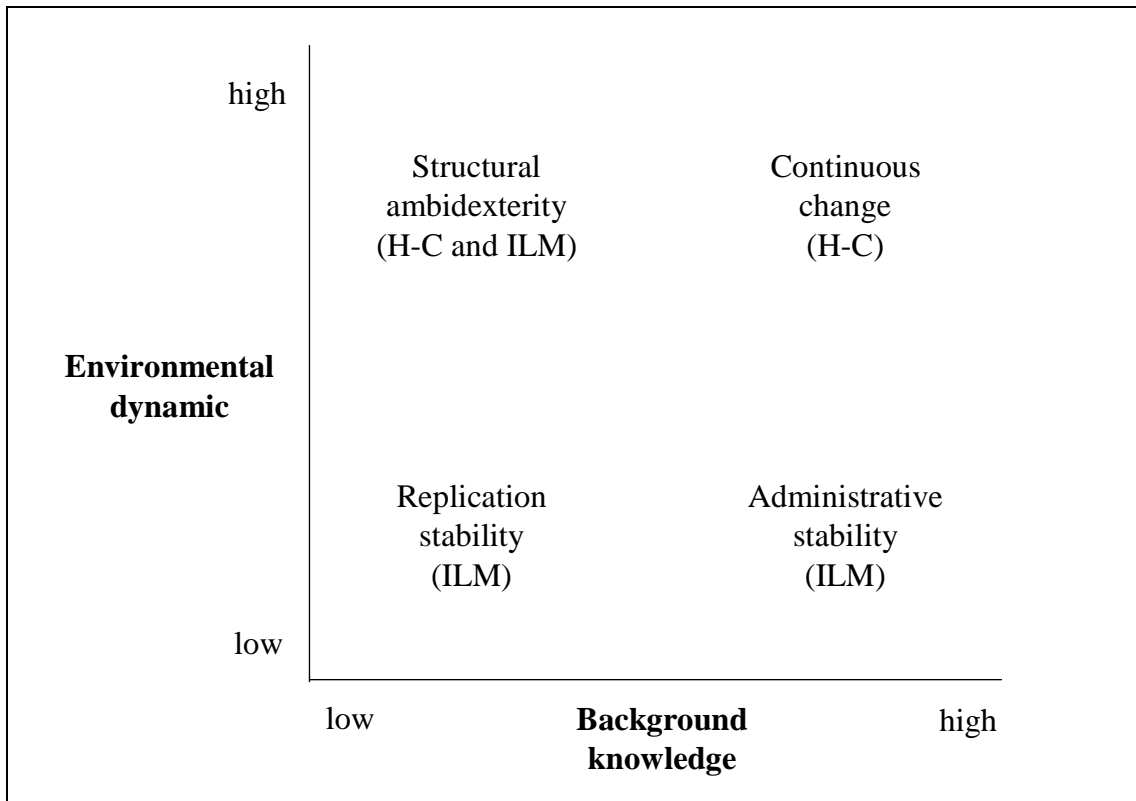 high
Structural
ambidexterity
(H-C and ILM)
Continuous
change
(H-C)
Environmental
dynamic
Replication
stability
(ILM)
Administrative
stability
(ILM)
low
low
Background
knowledge
high